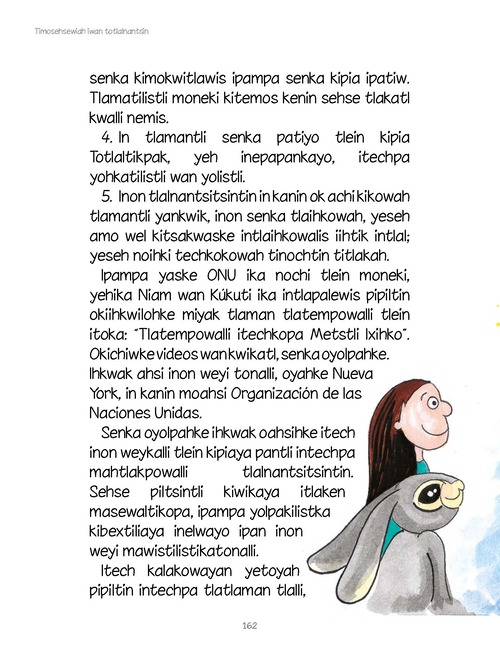 Timosehsewiah iwan totlalnantsin
senka kimokwitlawis ipampa senka kipia ipatiw.
Tlamatilistli moneki kitemos kenin sehse tlakatl
kwalli nemis.
4. In tlamantli senka patiyo tlein kipia
Totlaltikpak, yeh inepapankayo, itechpa
yohkatilistli wan yolistli.
5. Inon tlalnantsitsintin in kanin ok achi kikowah
tlamantli yankwik, inon senka tlaihkowah, yeseh
amo wel kitsakwaske intlaihkowalis iihtik intlal;
yeseh noihki techkokowah tinochtin titlakah.
Ipampa yaske ONU ika nochi tlein moneki,
yehika Niam wan Kúkuti ika intlapalewis pipiltin
okiihkwilohke miyak tlaman tlatempowalli tlein
itoka: “Tlatempowalli itechkopa Metstli Ixihko”.
Okichiwke videos wan kwikatl, senka oyolpahke.
Ihkwak ahsi inon weyi tonalli, oyahke Nueva
York, in kanin moahsi Organización de las
Naciones Unidas.
Senka oyolpahke ihkwak oahsihke itech
inon weykalli tlein kipiaya pantli intechpa
mahtlakpowalli tlalnantsitsintin.
Sehse piltsintli kiwikaya itlaken
masewaltikopa, ipampa yolpakilistka
kibextiliaya inelwayo ipan inon
weyi mawistilistikatonalli.
Itech kalakowayan yetoyah
pipiltin intechpa tlatlaman tlalli,
162